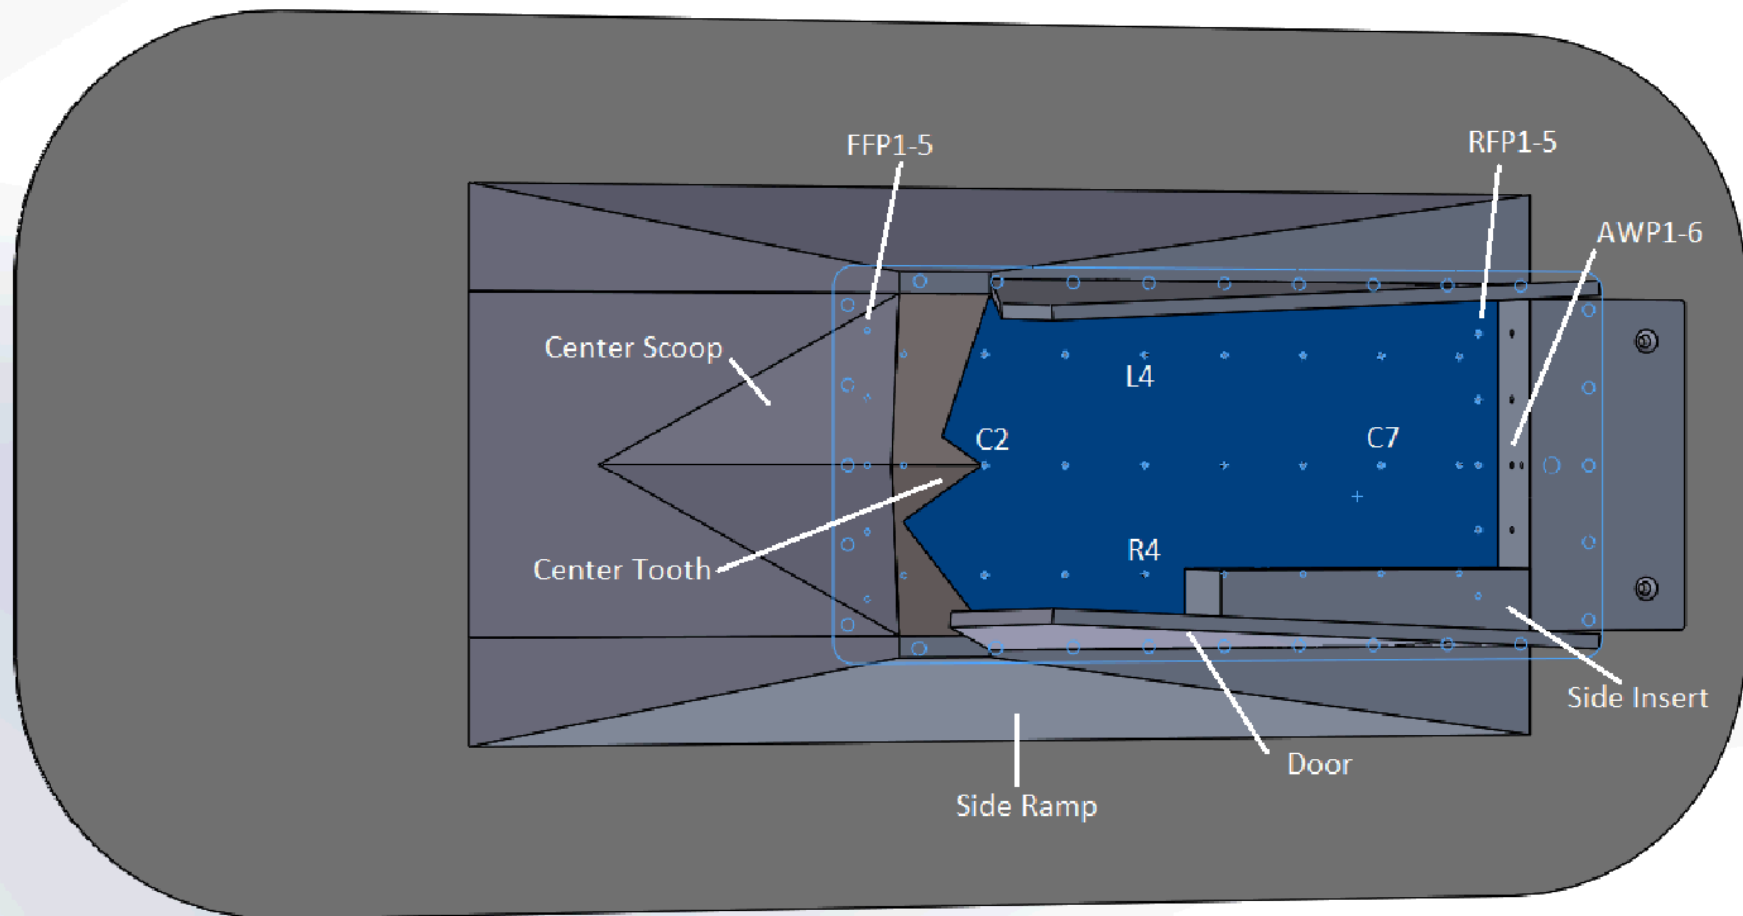 FFP1-5
RFP1-5
AWP1-6
Center Scoop
L4
C2
C7
Center Tooth
R4
Side Insert
Door
Side Ramp